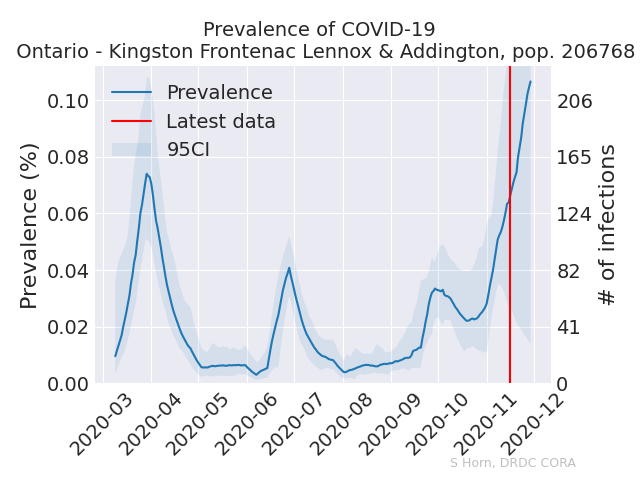 Prevalence of COVID-19
Ontario - Kingston Frontenac Lennox & Addington, pop. 206768
Prevalence
Latest data
95CI
Prevalence (%)
0.10
0.08
0.06
0.04
0.02
0.00
206
165
124
82
41
0
# of infections
2020-03
2020-04
2020-05
2020-06
2020-07
2020-08
2020-09
2020-10
2020-11
2020-12
S Horn, DRDC CORA